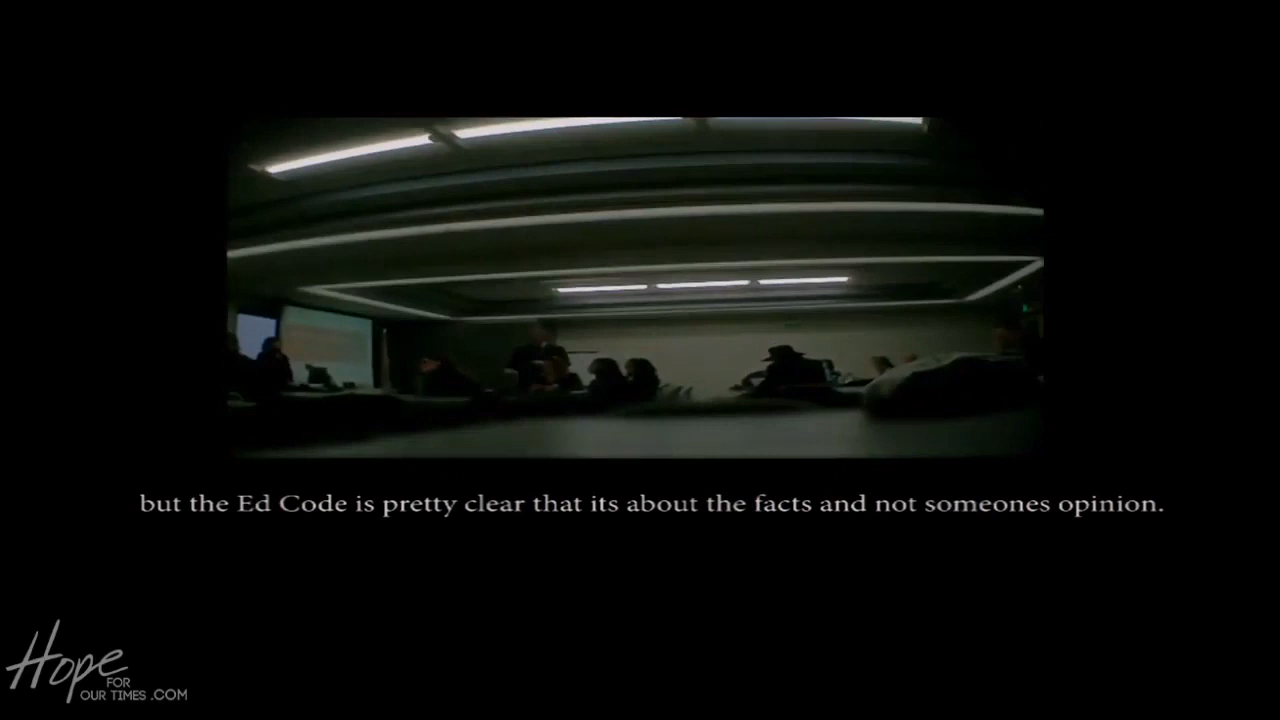 but the Ed Code is pretty clear that its about the facts and not someones opinion.
Hope
FOR
OUR TIMES .COM